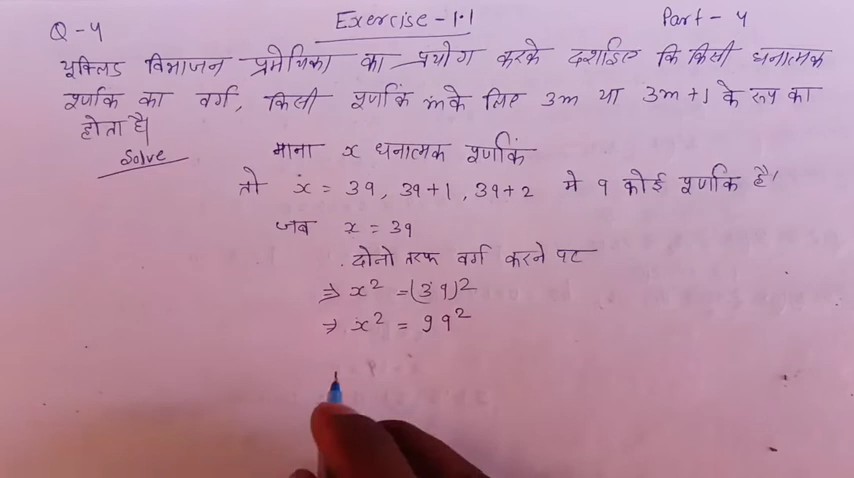 Exercise-1.1
Part-4
Q-4
यूक्लिड विभाजन प्रमेयिका का प्रयोग करके दर्शाइए कि किसी धनात्मक
पूर्णांक का वर्ग, किसी पूर्णांक m के लिए 3m या 3m+1 के रूप का
होता है।
Solve
माना x धनात्मक पूर्णांक
तो x = 3q, 3q+1, 3q+2 मे q कोई पूर्णांक है।
जब x = 3q
दोनो तरफ वर्ग करने पर
⇒ x² = (3q)²
⇒ x² = 9q²